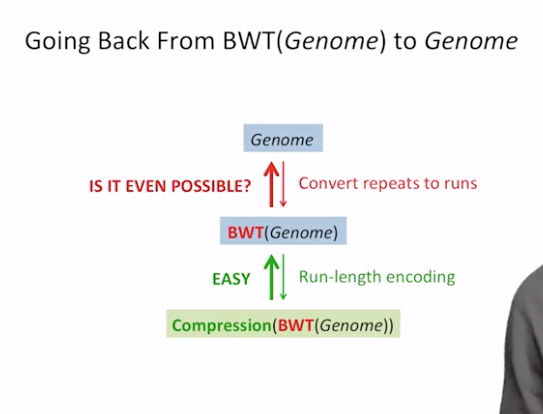 Going Back From BWT(Genome) to Genome
Genome
IS IT EVEN POSSIBLE? Convert repeats to runs
BWT(Genome)
EASY Run-length encoding
Compression(BWT(Genome))